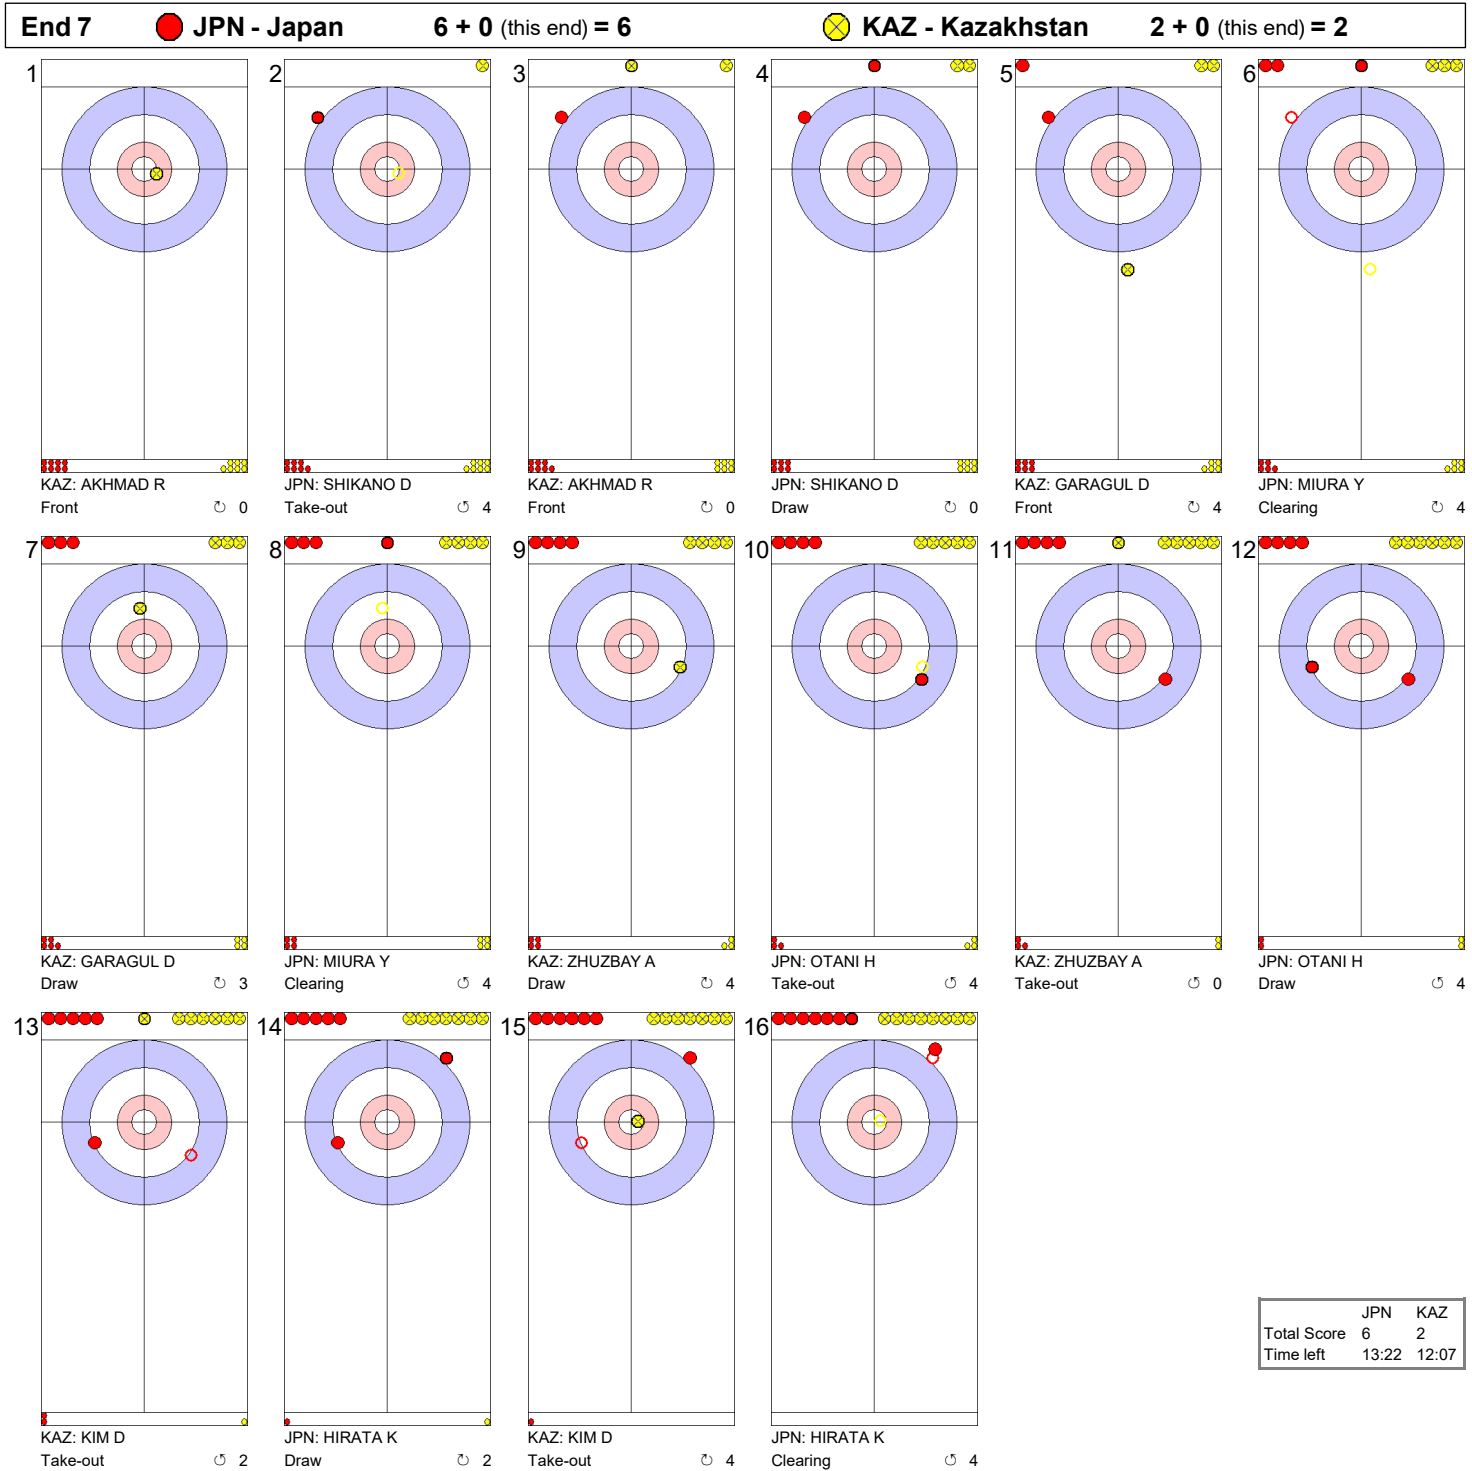 End 7 JPN - Japan 6 + 0 (this end) = 6 KAZ - Kazakhstan 2 + 0 (this end) = 2
1 2 3 4 5 6
KAZ: AKHMAD R JPN: SHIKANO D KAZ: AKHMAD R JPN: SHIKANO D KAZ: GARAGUL D JPN: MIURA Y
Front ↻ 0 Take-out ↺ 4 Front ↻ 0 Draw ↻ 0 Front ↻ 4 Clearing ↻ 4
7 8 9 10 11 12
KAZ: GARAGUL D JPN: MIURA Y KAZ: ZHUZBAY A JPN: OTANI H KAZ: ZHUZBAY A JPN: OTANI H
Draw ↻ 3 Clearing ↺ 4 Draw ↻ 4 Take-out ↺ 4 Take-out ↺ 0 Draw ↺ 4
13 14 15 16
JPN KAZ
Total Score 6 2
Time left 13:22 12:07
KAZ: KIM D JPN: HIRATA K KAZ: KIM D JPN: HIRATA K
Take-out ↺ 2 Draw ↻ 2 Take-out ↻ 4 Clearing ↺ 4